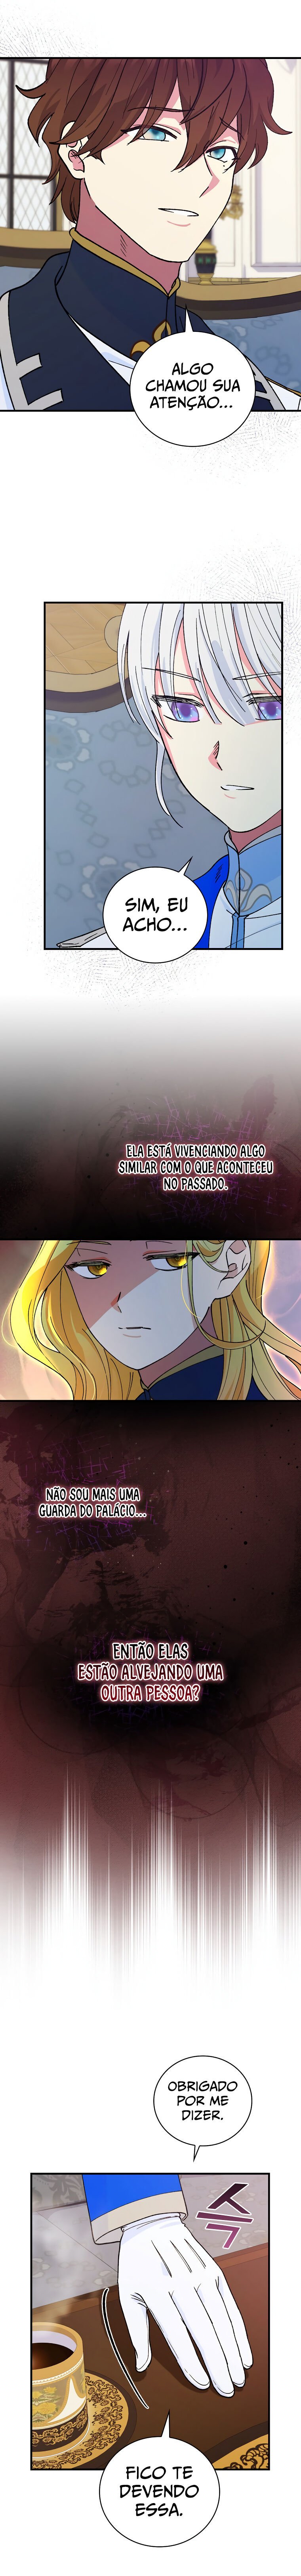 ALGO
CHAMOU SUA
ATENÇÃO...
SIM, EU
ACHO...
ELA ESTÁ VIVENCIANDO ALGO
SIMILAR COM O QUE ACONTECEU
NO PASSADO.
NÃO SOU MAIS UMA
GUARDA DO PALÁCIO...
ENTÃO ELAS
ESTÃO ALVEJANDO UMA
OUTRA PESSOA?
OBRIGADO
POR ME
DIZER.
스
윽
FICO TE
DEVENDO
ESSA.